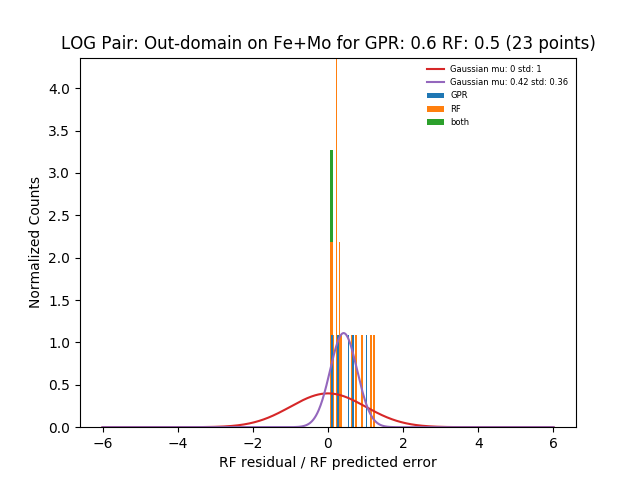 LOG Pair: Out-domain on Fe+Mo for GPR: 0.6 RF: 0.5 (23 points)
Gaussian mu: 0 std: 1
Gaussian mu: 0.42 std: 0.36
GPR
RF
both
Normalized Counts
4.0
3.5
3.0
2.5
2.0
1.5
1.0
0.5
0.0
−6 −4 −2 0 2 4 6
RF residual / RF predicted error